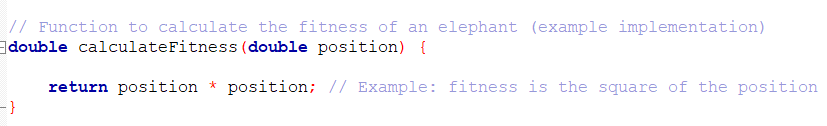 // Function to calculate the fitness of an elephant (example implementation)
double calculateFitness(double position) {
return position * position; // Example: fitness is the square of the position
}